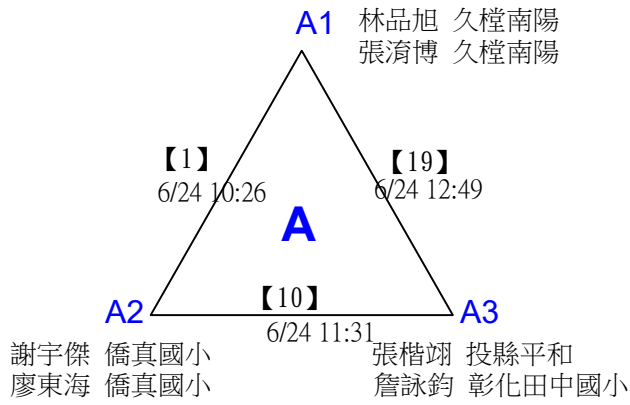 A1
林品旭 久樘南陽
張淯博 久樘南陽
【1】
6/24 10:26
【19】
6/24 12:49
A
【10】
6/24 11:31
A2
A3
謝宇傑 僑真國小
廖東海 僑真國小
張楷翊 投縣平和
詹詠鈞 彰化田中國小